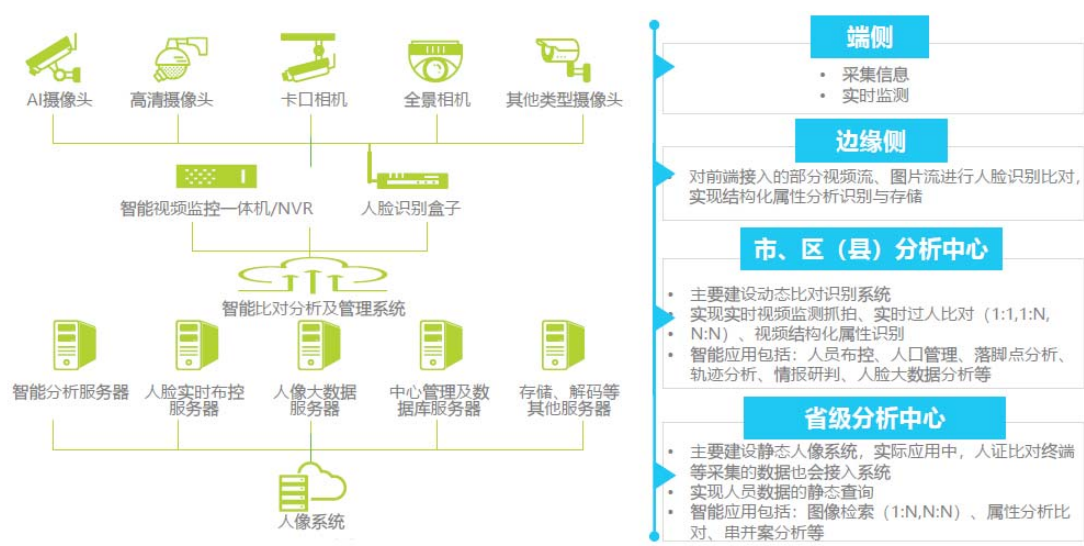 AI摄像头
高清摄像头
卡口相机
全景相机
其他类型摄像头
智能视频监控一体机/NVR
人脸识别盒子
智能比对分析及管理系统
智能分析服务器
人脸实时布控
服务器
人像大数据
服务器
中心管理及数
据库服务器
存储、解码等
其他服务器
人像系统
端侧
• 采集信息
• 实时监测
边缘侧
• 对前端接入的部分视频流、图片流进行人脸识别比对,
实现结构化属性分析识别与存储
市、区（县）分析中心
• 主要建设动态比对识别系统
• 实现实时视频监测抓拍、实时过人比对（1:1,1:N,
• N:N）、视频结构化属性识别
• 智能应用包括：人员布控、人口管理、落脚点分析、
轨迹分析、情报研判、人脸大数据分析等
省级分析中心
• 主要建设静态人像系统，实际应用中，人证比对终端
等采集的数据也会接入系统
• 实现人员数据的静态查询
• 智能应用包括：图像检索（1:N,N:N）、属性分析比
对、串并案分析等